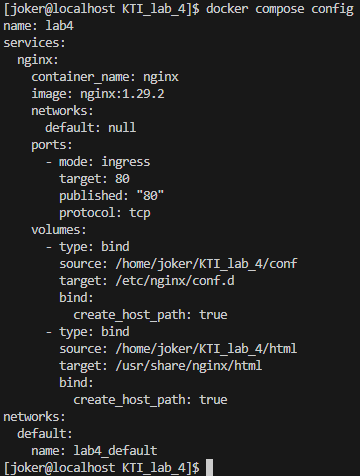 [joker@localhost KTI_lab_4]$ docker compose config
name: lab4
services:
  nginx:
    container_name: nginx
    image: nginx:1.29.2
    networks:
      default: null
    ports:
      - mode: ingress
        target: 80
        published: "80"
        protocol: tcp
    volumes:
      - type: bind
        source: /home/joker/KTI_lab_4/conf
        target: /etc/nginx/conf.d
        bind:
          create_host_path: true
      - type: bind
        source: /home/joker/KTI_lab_4/html
        target: /usr/share/nginx/html
        bind:
          create_host_path: true
networks:
  default:
    name: lab4_default
[joker@localhost KTI_lab_4]$